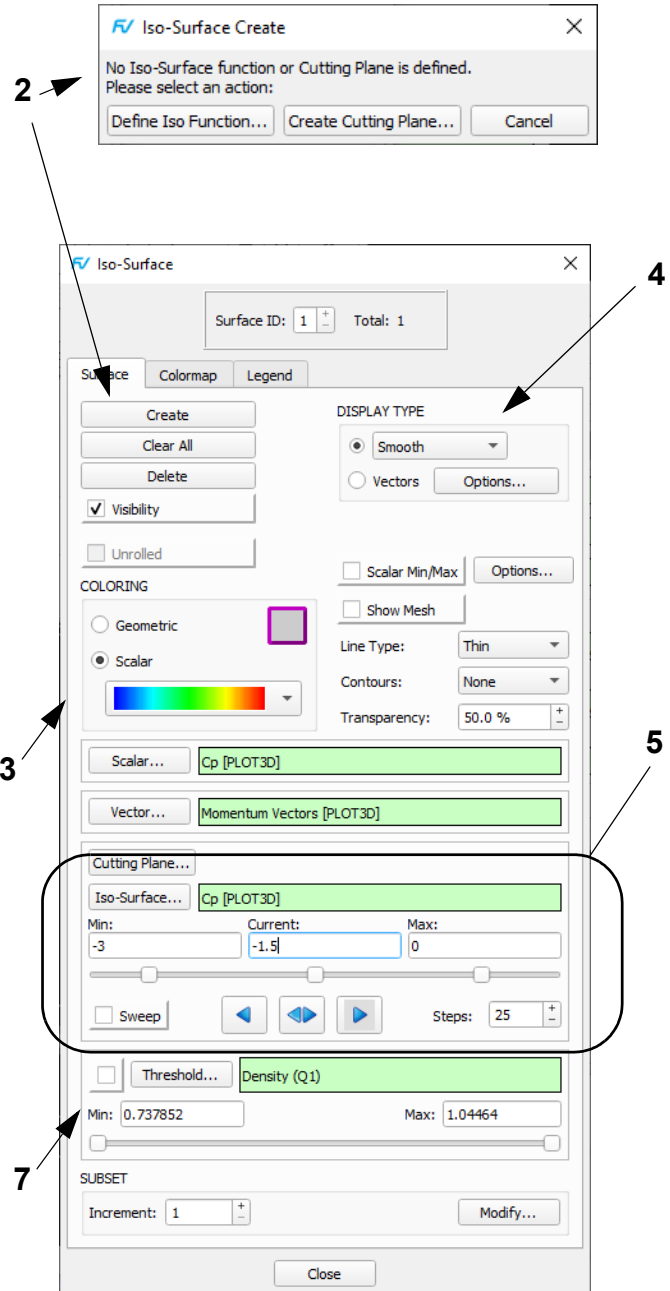 Iso-Surface Create
No Iso-Surface function or Cutting Plane is defined.
Please select an action:
2
Define Iso Function... Create Cutting Plane... Cancel
Iso-Surface
4
Surface ID: 1 Total: 1
Surface Colormap Legend
Create
DISPLAY TYPE
Clear All
Smooth
Delete
Vectors Options...
Visibility
Unrolled
Scalar Min/Max Options...
COLORING
Show Mesh
Geometric
Line Type: Thin
Scalar
Contours: None
Transparency: 50.0 %
3
5
Scalar... Cp [PLOT3D]
Vector... Momentum Vectors [PLOT3D]
Cutting Plane...
Iso-Surface... Cp [PLOT3D]
Min: Current: Max:
-3 -1.5 0
Sweep Steps: 25
Threshold... Density (Q1)
Min: 0.737852 Max: 1.04464
7
SUBSET
Increment: 1 Modify...
Close